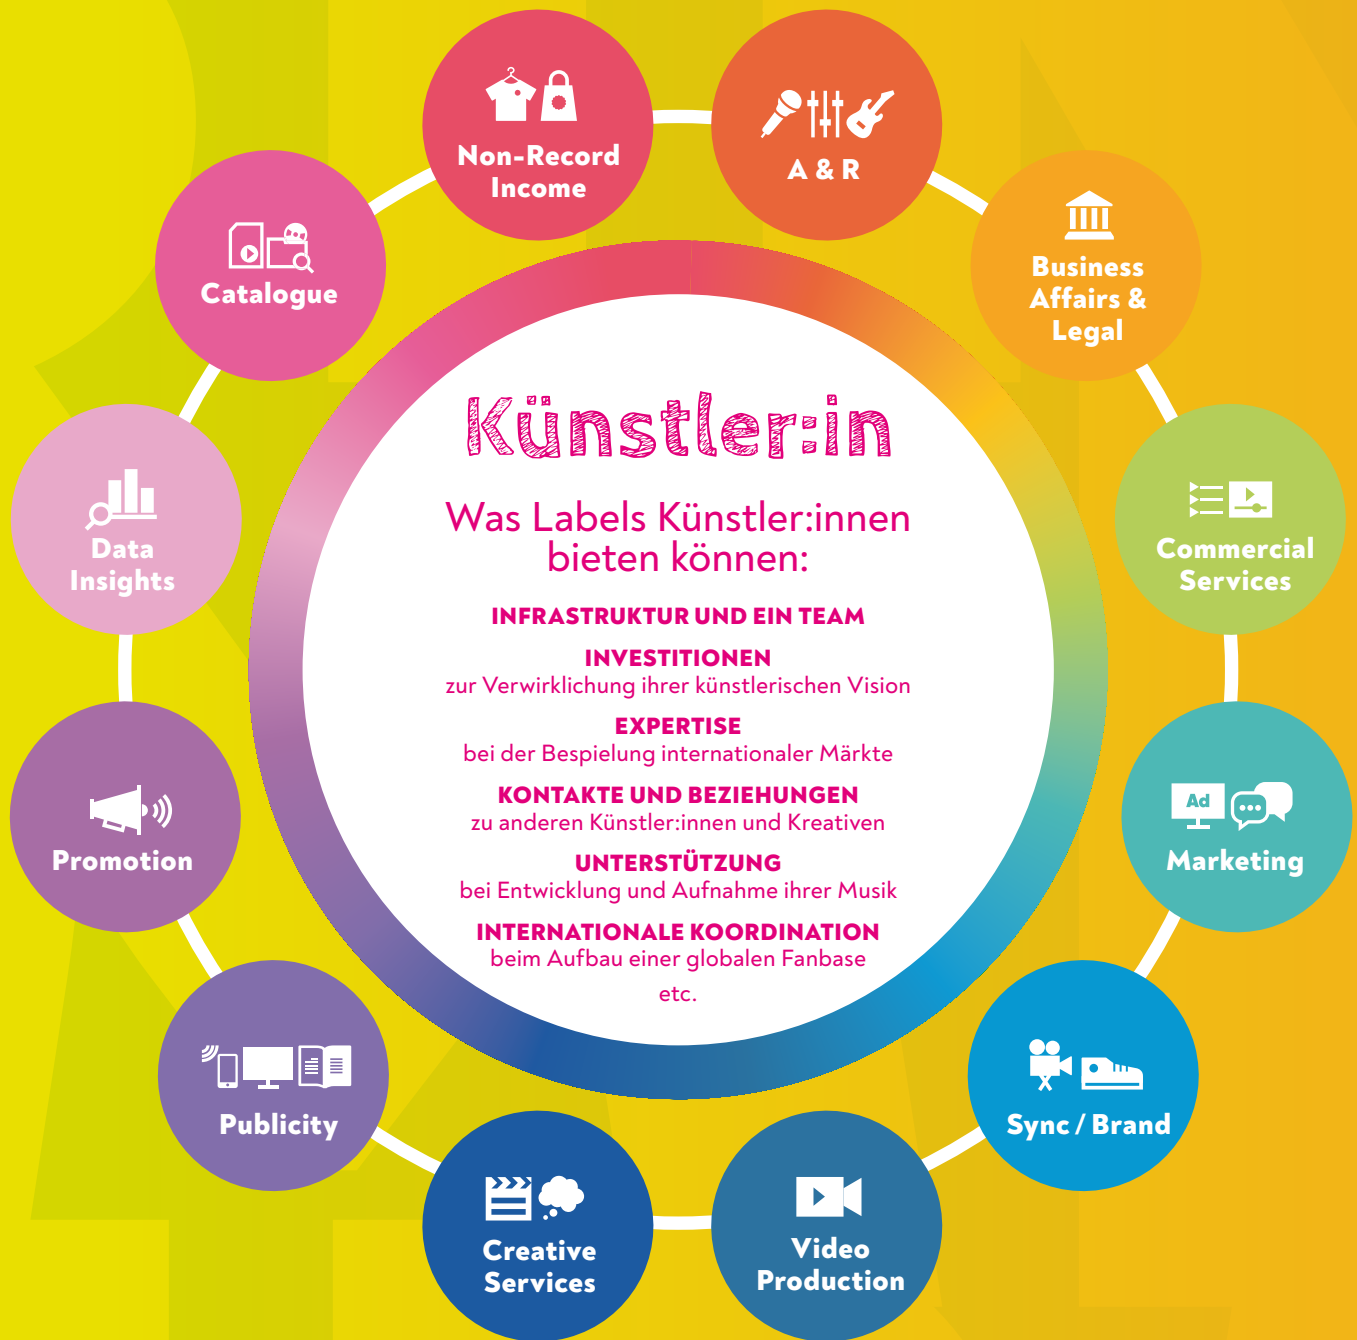 Non-Record
Income
A & R
Business
Affairs &
Legal
Commercial
Services
Ad
Marketing
Sync / Brand
Video
Production
Creative
Services
Publicity
Promotion
Data
Insights
Catalogue
Künstler:in
Was Labels Künstler:innen
bieten können:
INFRASTRUKTUR UND EIN TEAM
INVESTITIONEN
zur Verwirklichung ihrer künstlerischen Vision
EXPERTISE
bei der Bespielung internationaler Märkte
KONTAKTE UND BEZIEHUNGEN
zu anderen Künstler:innen und Kreativen
UNTERSTÜTZUNG
bei Entwicklung und Aufnahme ihrer Musik
INTERNATIONALE KOORDINATION
beim Aufbau einer globalen Fanbase
etc.